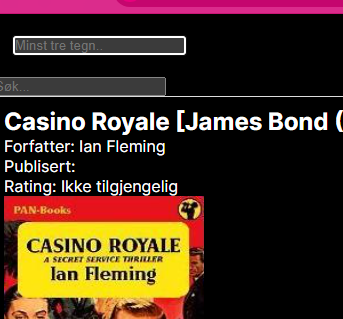 Minst tre tegn..
Søk...
Casino Royale [James Bond (
Forfatter: Ian Fleming
Publisert:
Rating: Ikke tilgjengelig
PAN-Books
CASINO ROYALE
A SECRET SERVICE THRILLER
Ian Fleming